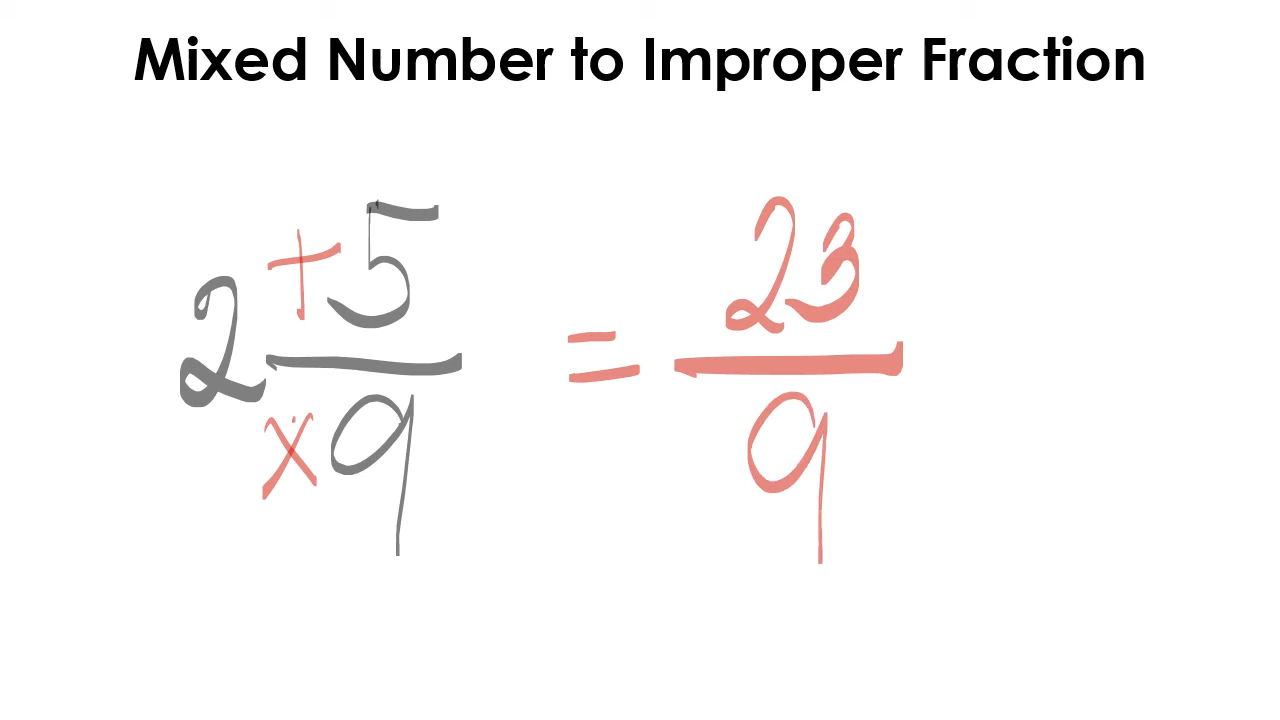 Mixed Number to Improper Fraction
2 + 5/9 = 23/9
×